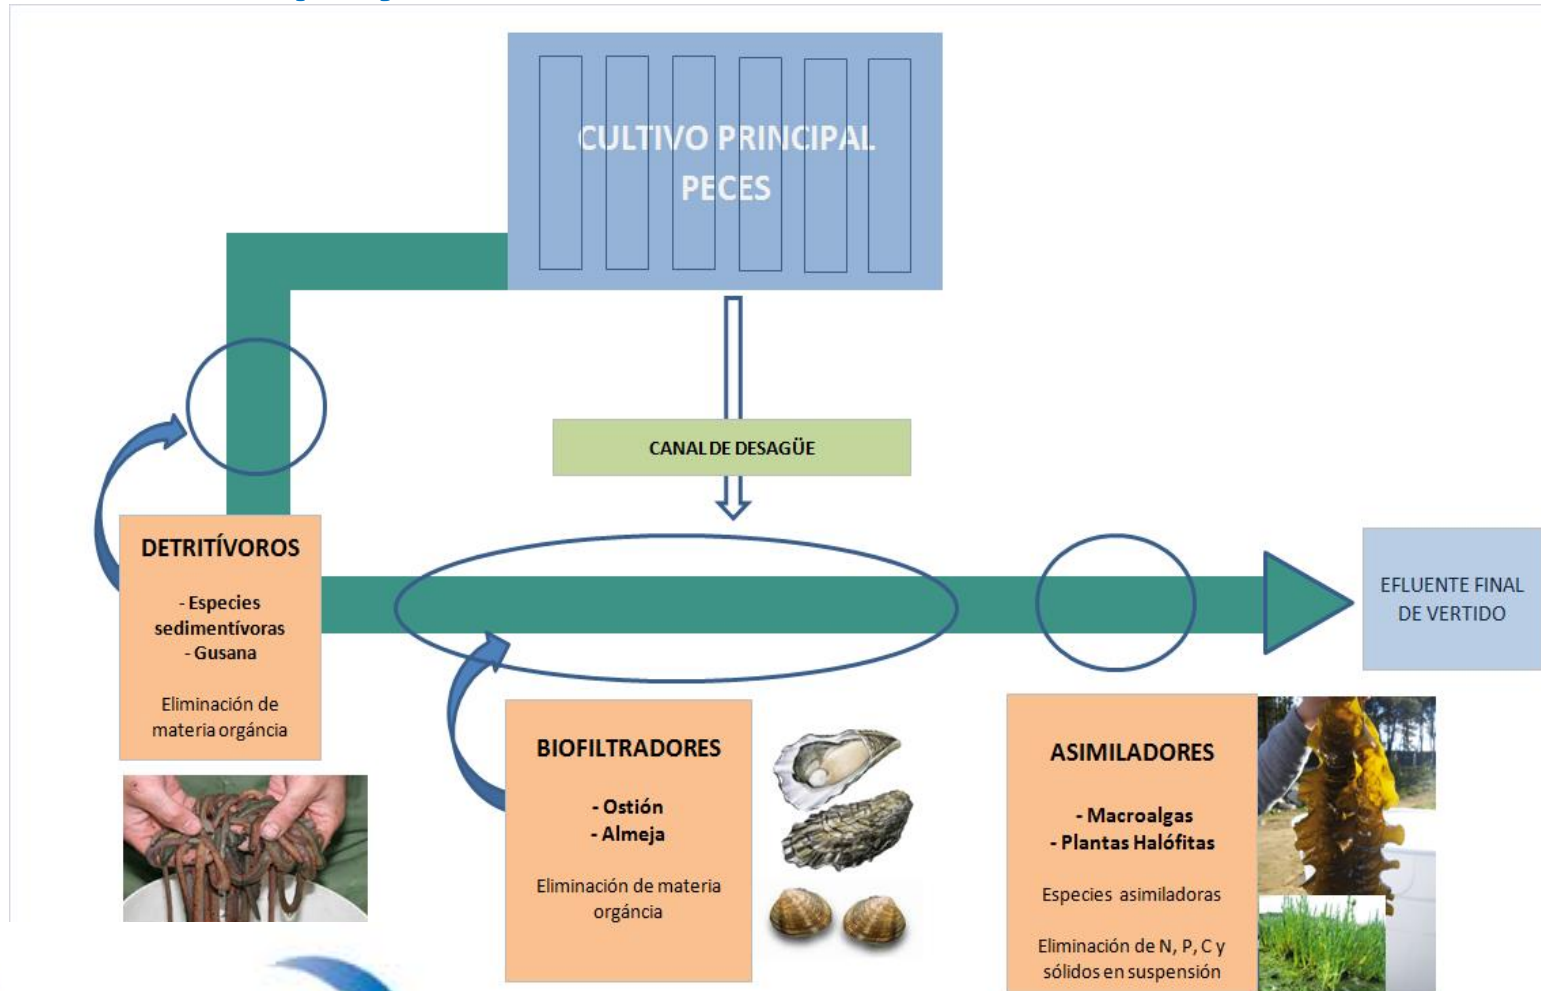 CULTIVO PRINCIPAL
PECES
CANAL DE DESAGÜE
DETRITÍVOROS
- Especies
sedimentívoras
- Gusana
Eliminación de
materia orgáncia
EFLUENTE FINAL
DE VERTIDO
BIOFILTRADORES
- Ostión
- Almeja
Eliminación de materia
orgáncia
ASIMILADORES
- Macroalgas
- Plantas Halófitas
Especies asimiladoras
Eliminación de N, P, C y
sólidos en suspensión